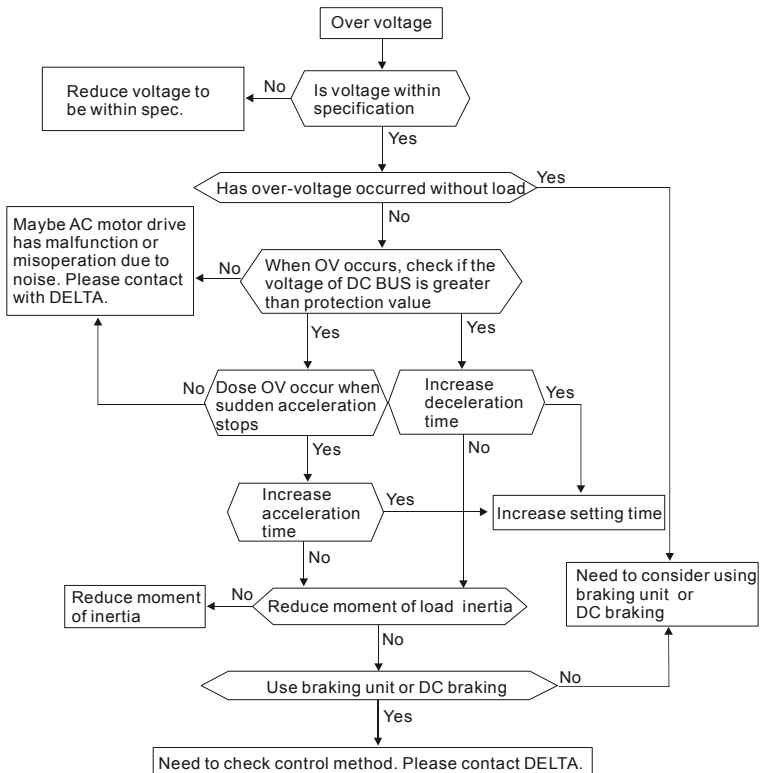 Over voltage
Is voltage within
specification
No
Reduce voltage to
be within spec.
Yes
Has over-voltage occurred without load
Yes
No
When OV occurs, check if the
voltage of DC BUS is greater
than protection value
No
Maybe AC motor drive
has malfunction or
misoperation due to
noise. Please contact
with DELTA.
Yes
Yes
No
Dose OV occur when
sudden acceleration
stops
Increase
deceleration
time
Yes
Yes
No
Increase
acceleration
time
Yes
Increase setting time
No
Need to consider using
braking unit or
DC braking
Reduce moment
of inertia
No
Reduce moment of load inertia
No
Use braking unit or DC braking
No
Yes
Need to check control method. Please contact DELTA.